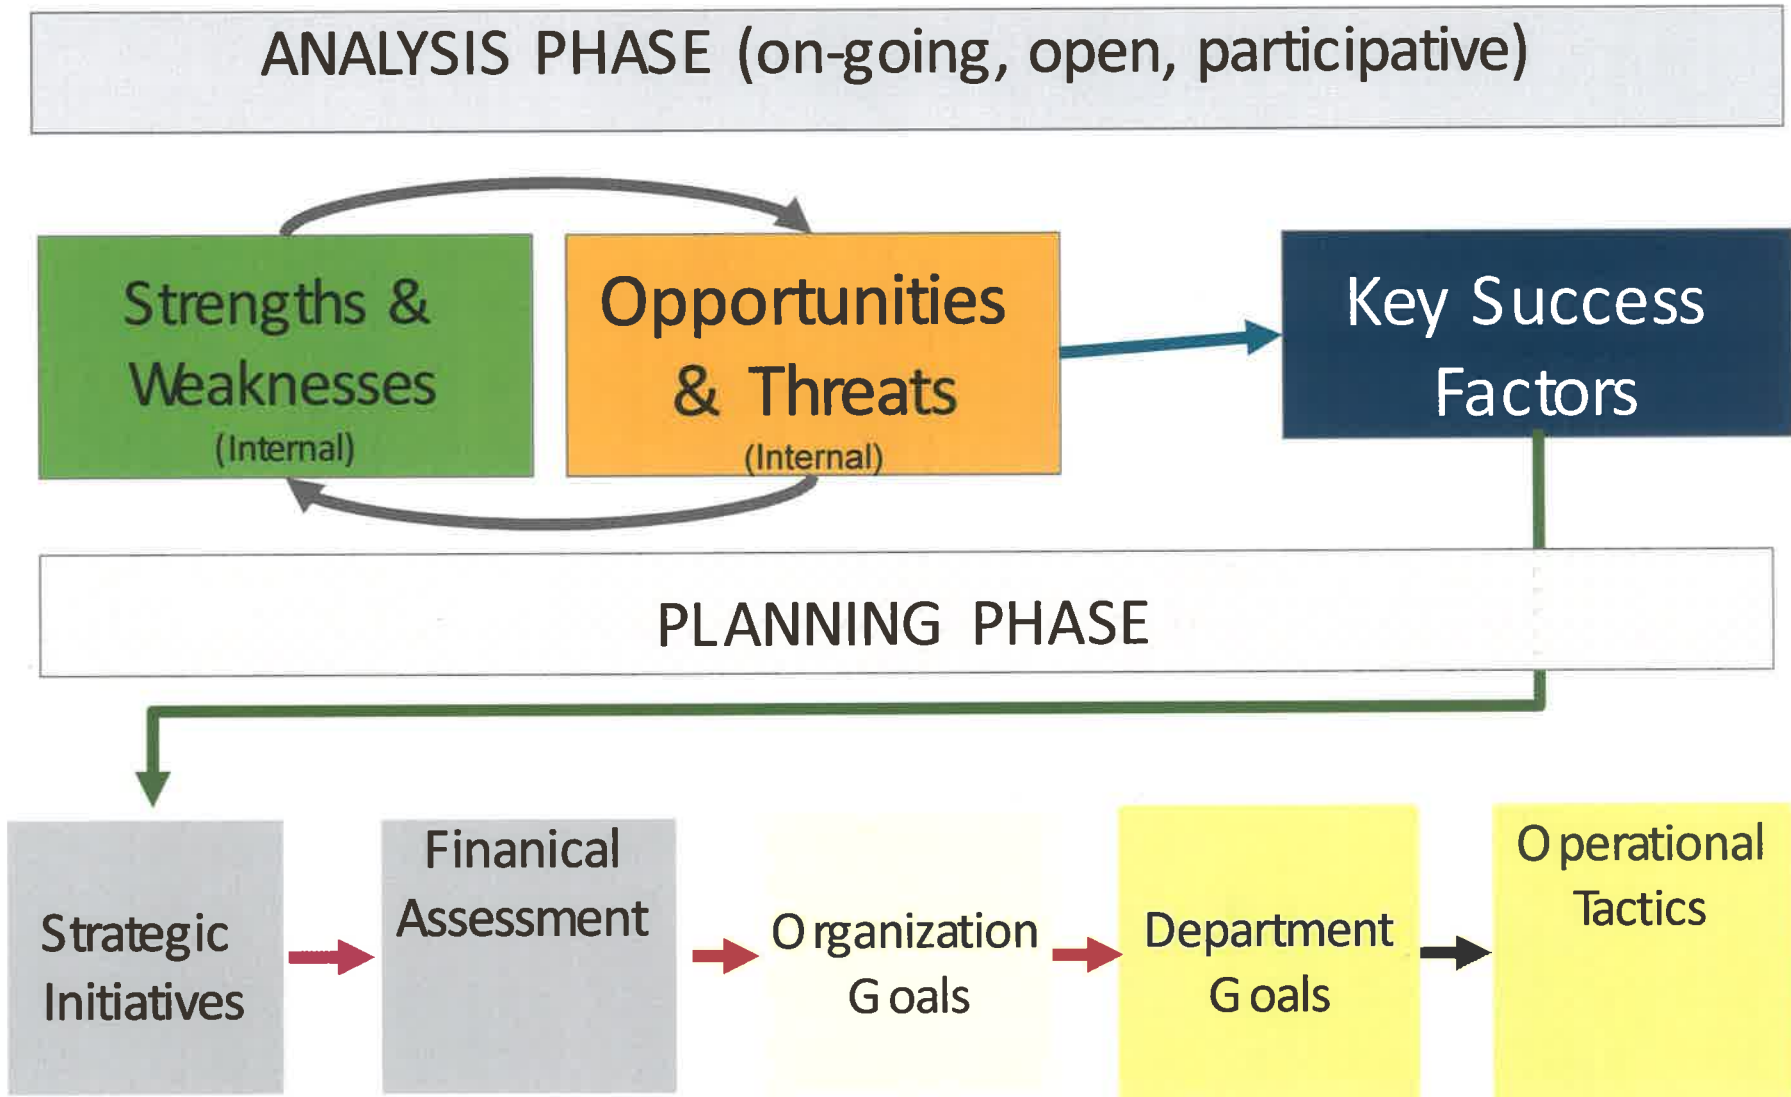 ANALYSIS PHASE (on-going, open, participative)
Strengths &
Weaknesses
(Internal)
Opportunities
& Threats
(Internal)
Key Success
Factors
PLANNING PHASE
Strategic
Initiatives
Finanical
Assessment
Organization
Goals
Department
Goals
Operational
Tactics